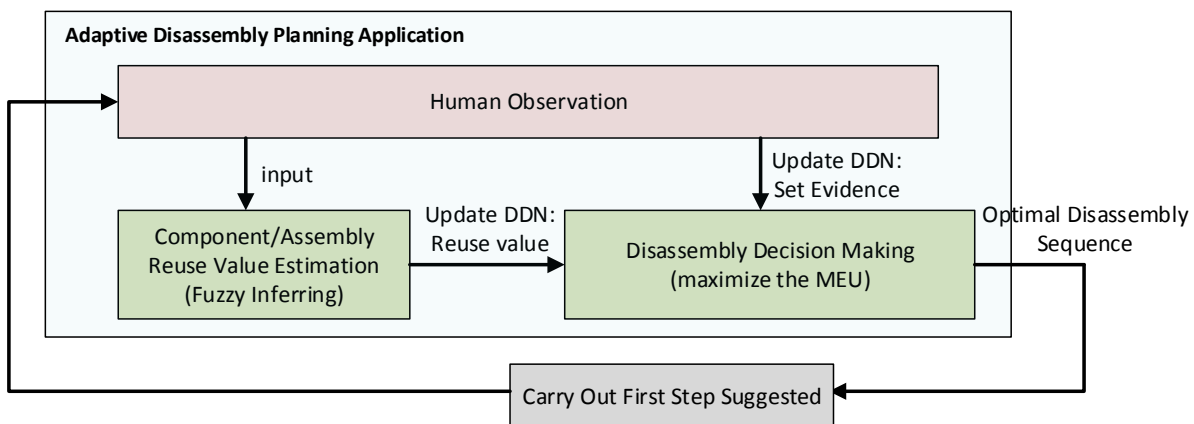 Adaptive Disassembly Planning Application
Human Observation
input
Update DDN:
Set Evidence
Component/Assembly
Reuse Value Estimation
(Fuzzy Inferring)
Update DDN:
Reuse value
Disassembly Decision Making
(maximize the MEU)
Optimal Disassembly
Sequence
Carry Out First Step Suggested